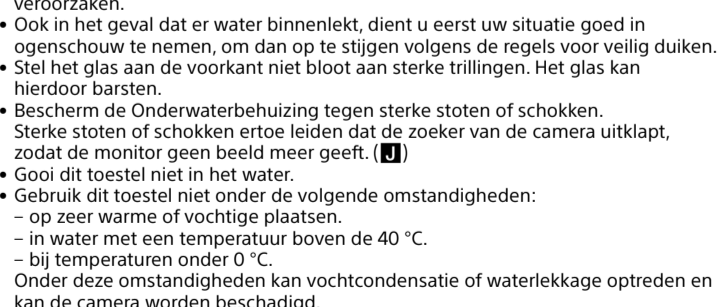 veroorzaken.
• Ook in het geval dat er water binnenlekt, dient u eerst uw situatie goed in
ogenschouw te nemen, om dan op te stijgen volgens de regels voor veilig duiken.
• Stel het glas aan de voorkant niet bloot aan sterke trillingen. Het glas kan
hierdoor barsten.
• Bescherm de Onderwaterbehuizing tegen sterke stoten of schokken.
Sterke stoten of schokken ertoe leiden dat de zoeker van de camera uitklapt,
zodat de monitor geen beeld meer geeft. (J)
• Gooi dit toestel niet in het water.
• Gebruik dit toestel niet onder de volgende omstandigheden:
– op zeer warme of vochtige plaatsen.
– in water met een temperatuur boven de 40 °C.
– bij temperaturen onder 0 °C.
Onder deze omstandigheden kan vochtcondensatie of waterlekkage optreden en
kan de camera worden beschadigd.